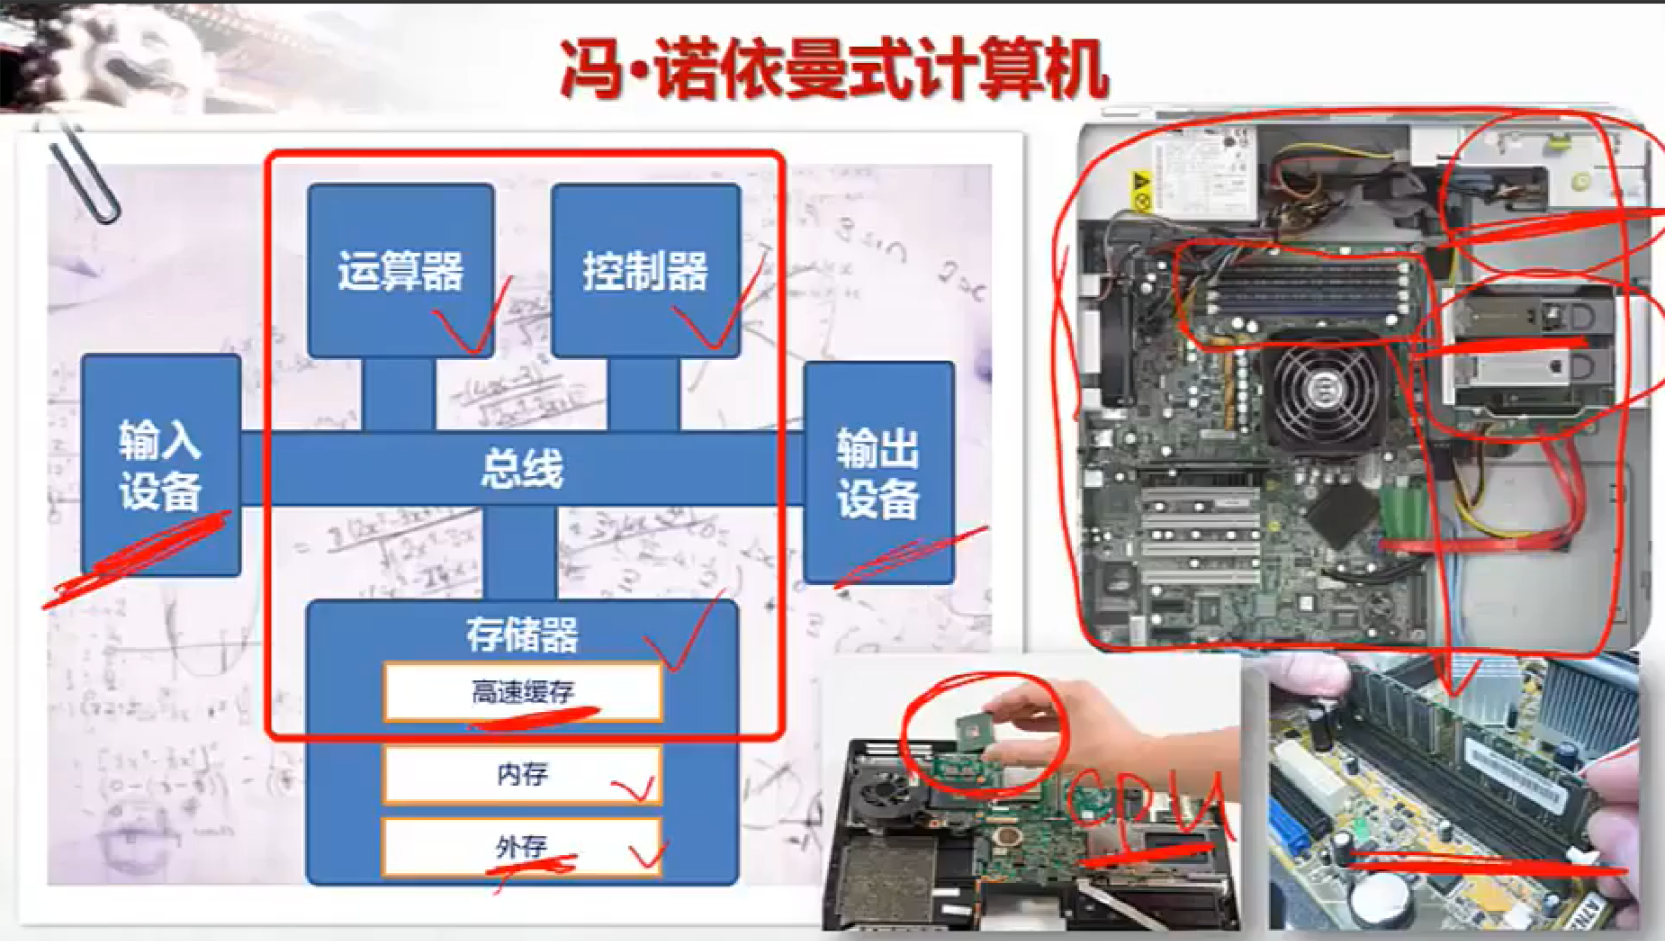 冯·诺依曼式计算机
运算器
控制器
输入
设备
总线
输出
设备
存储器
高速缓存
内存
外存
CPU